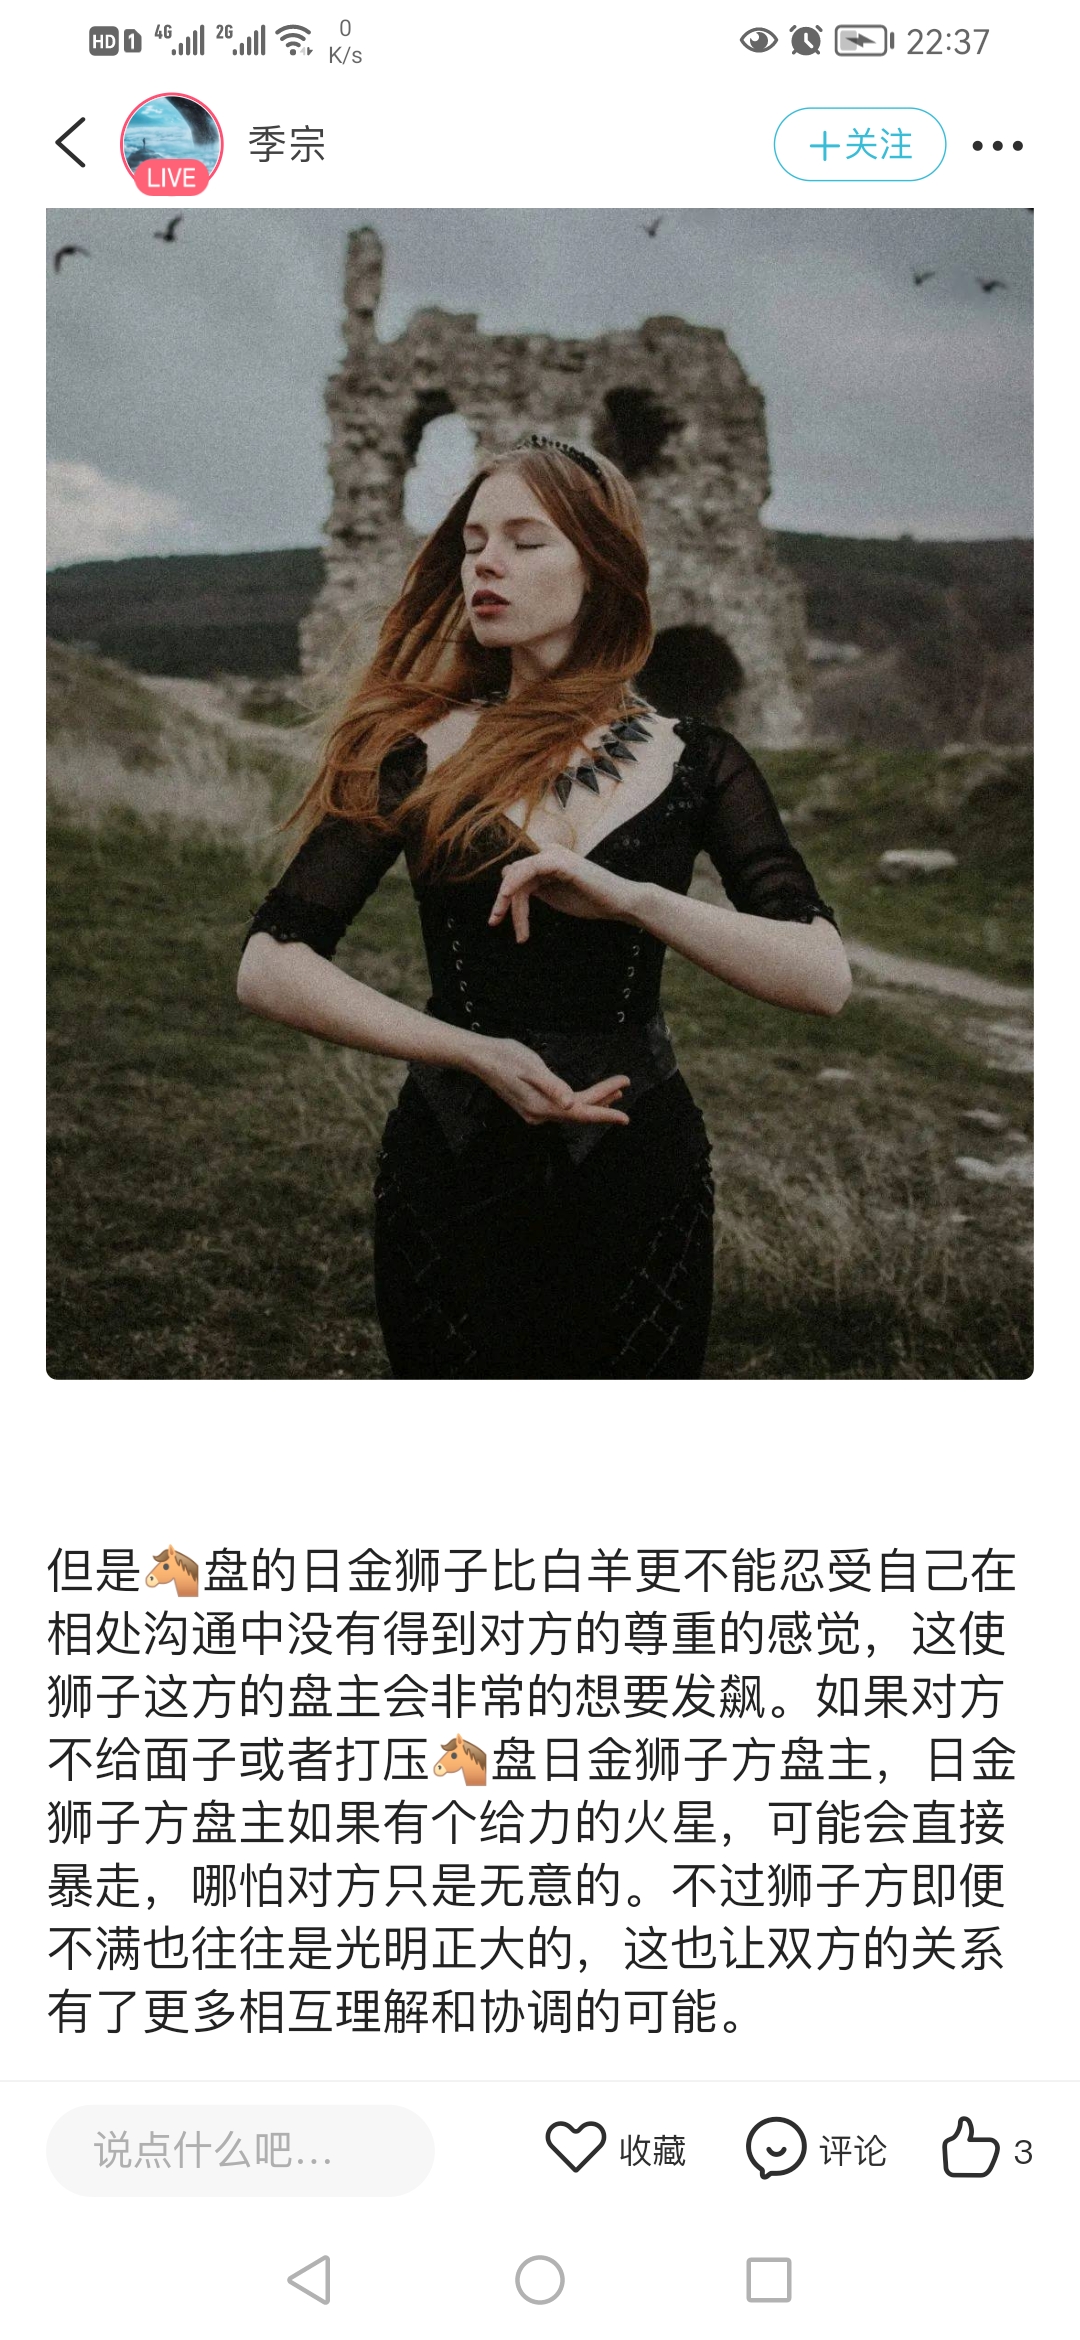 HD 1 4G 2G 0 K/s 22:37
季宗
LIVE
+关注
但是🐴盘的日金狮子比白羊更不能忍受自己在
相处沟通中没有得到对方的尊重的感觉，这使
狮子这方的盘主会非常的想要发飙。如果对方
不给面子或者打压🐴盘日金狮子方盘主，日金
狮子方盘主如果有个给力的火星，可能会直接
暴走，哪怕对方只是无意的。不过狮子方即便
不满也往往是光明正大的，这也让双方的关系
有了更多相互理解和协调的可能。
说点什么吧... 收藏 评论 3